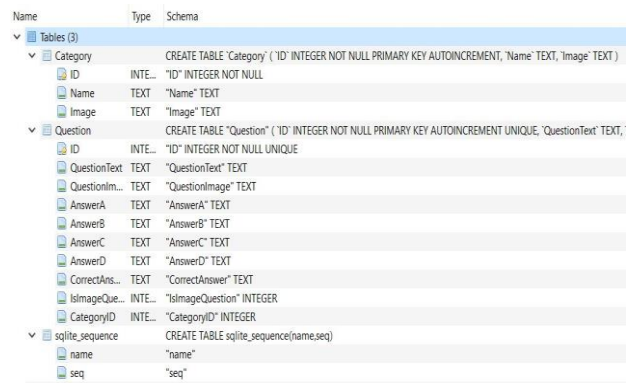 Name Type Schema
Tables (3)
Category CREATE TABLE `Category` ( `ID` INTEGER NOT NULL PRIMARY KEY AUTOINCREMENT, `Name` TEXT, `Image` TEXT )
ID INTE... "ID" INTEGER NOT NULL
Name TEXT "Name" TEXT
Image TEXT "Image" TEXT
Question CREATE TABLE "Question" ( `ID` INTEGER NOT NULL PRIMARY KEY AUTOINCREMENT UNIQUE, `QuestionText` TEXT, `
ID INTE... "ID" INTEGER NOT NULL UNIQUE
QuestionText TEXT "QuestionText" TEXT
QuestionIm... TEXT "QuestionImage" TEXT
AnswerA TEXT "AnswerA" TEXT
AnswerB TEXT "AnswerB" TEXT
AnswerC TEXT "AnswerC" TEXT
AnswerD TEXT "AnswerD" TEXT
CorrectAns... TEXT "CorrectAnswer" TEXT
IsImageQue... INTE... "IsImageQuestion" INTEGER
CategoryID INTE... "CategoryID" INTEGER
sqlite_sequence CREATE TABLE sqlite_sequence(name,seq)
name "name"
seq "seq"